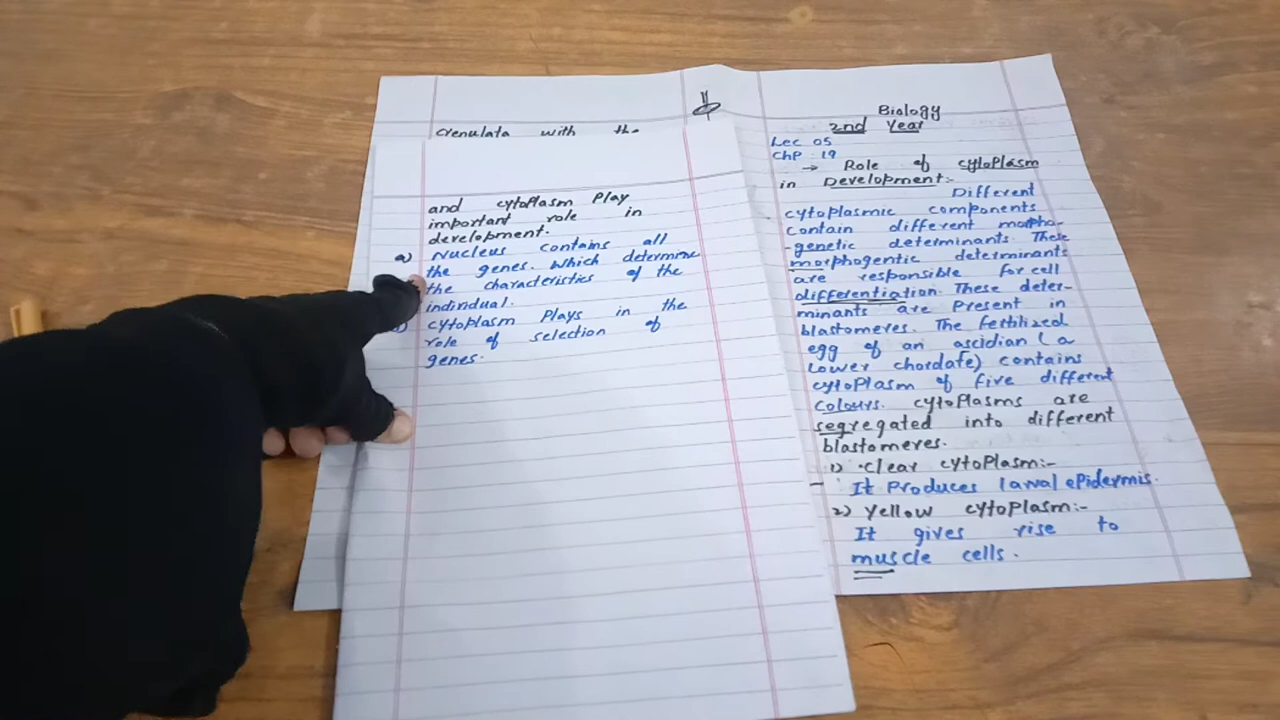 crenulata with the
and cytoplasm play
important role in
development.
a) Nucleus contains all
the genes. Which determine
the characteristics of the
individual.
cytoplasm plays in the
role of selection of
genes.
Biology
2nd Year
Lec 05
Chp 19
→ Role of cytoplasm
in Development:-
Different
cytoplasmic components
contain different morpho-
-genetic determinants. These
morphogentic determinants
are responsible for cell
differentiation. These deter-
minants are present in
blastomeres. The fertilized
egg of an ascidian (a
lower chordate) contains
cytoplasm of five different
colours. cytoplasms are
segregated into different
blastomeres.
1) Clear cytoplasm:-
It produces larval epidermis.
2) Yellow cytoplasm:-
It gives rise to
muscle cells.